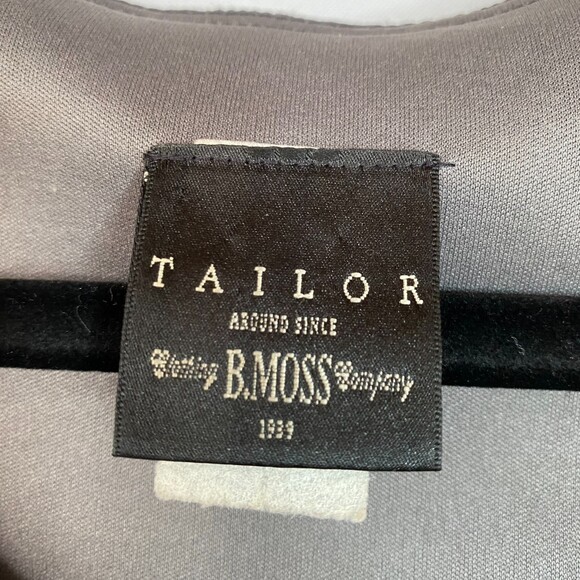 TAILOR
AROUND SINCE
Clothing B.MOSS Company
1939